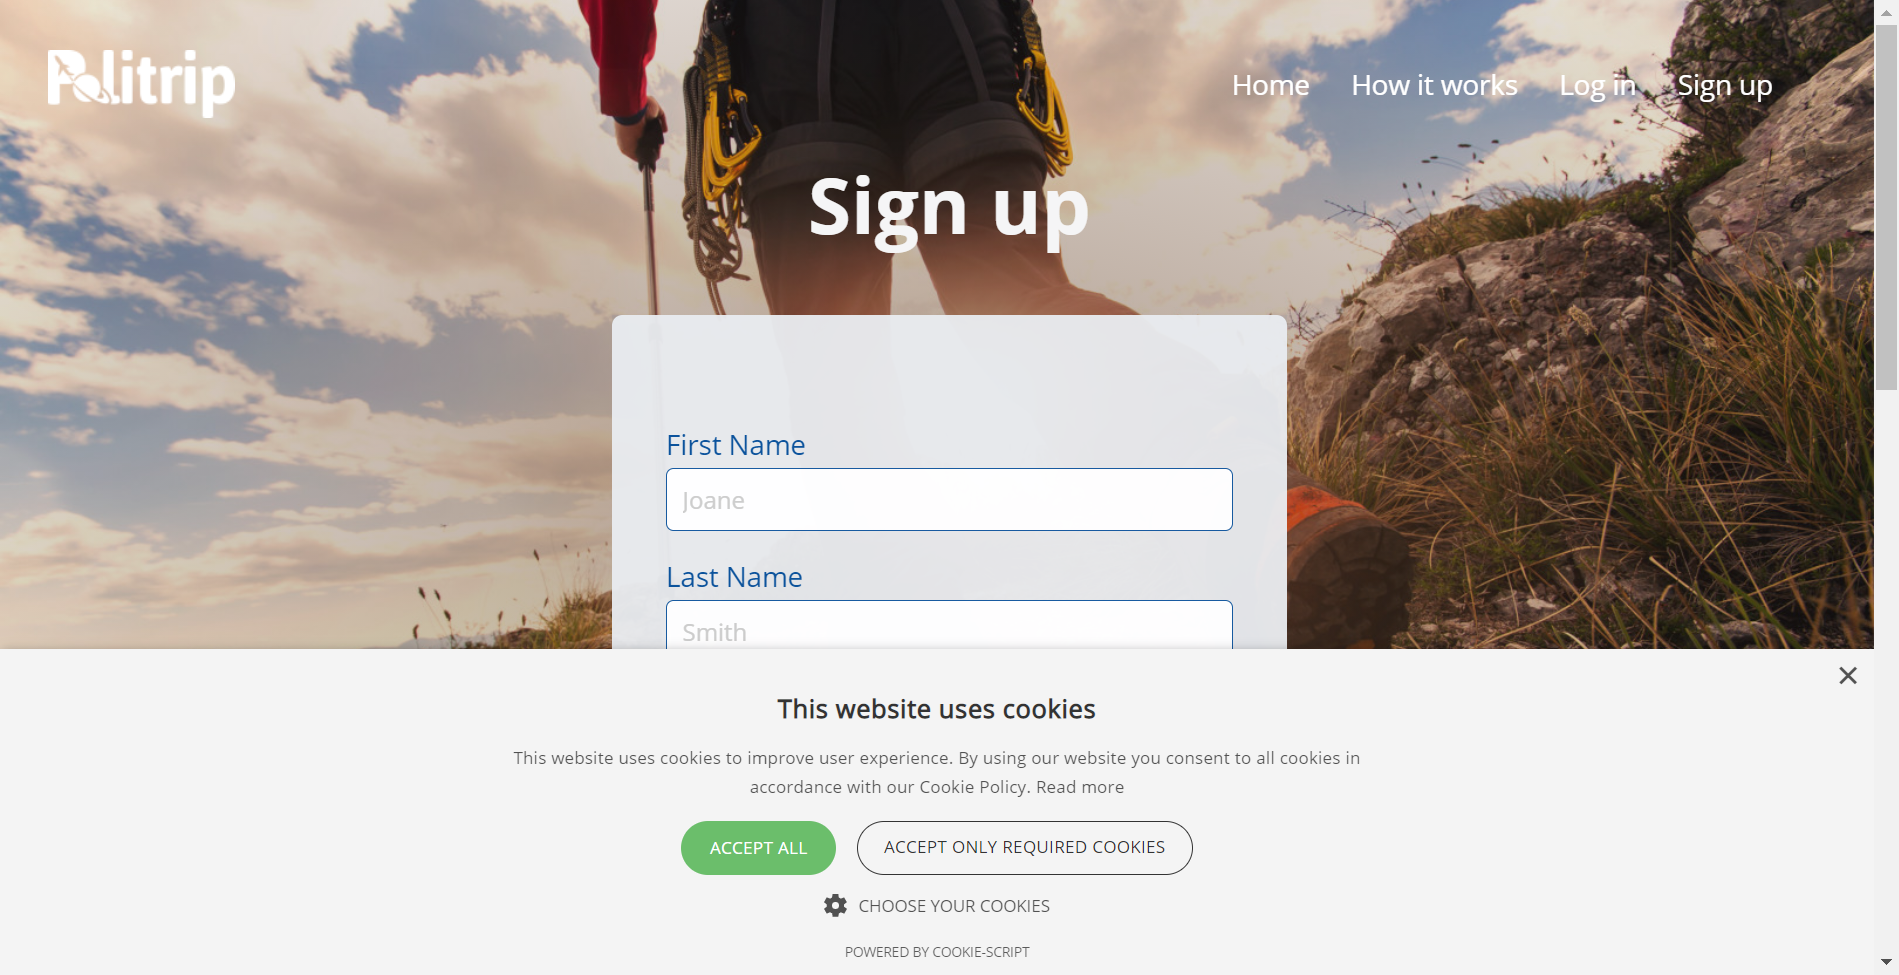 Politrip
Home How it works Log in Sign up
Sign up
First Name
Joane
Last Name
Smith
This website uses cookies
This website uses cookies to improve user experience. By using our website you consent to all cookies in
accordance with our Cookie Policy. Read more
ACCEPT ALL ACCEPT ONLY REQUIRED COOKIES
CHOOSE YOUR COOKIES
POWERED BY COOKIE-SCRIPT